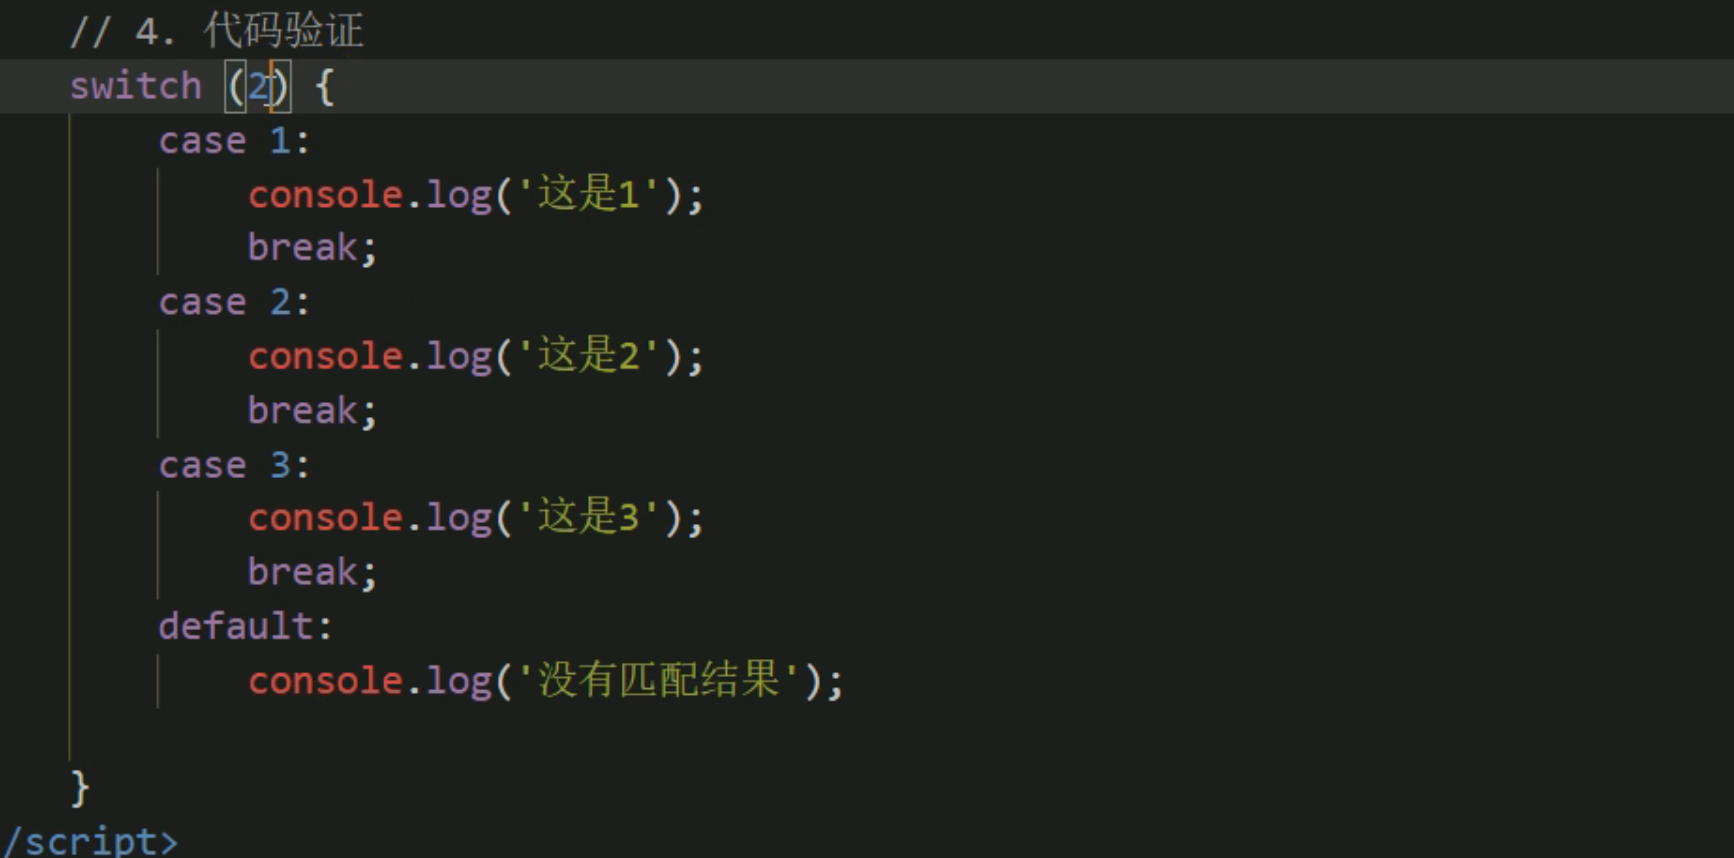 // 4. 代码验证
switch (2) {
case 1:
console.log('这是1');
break;
case 2:
console.log('这是2');
break;
case 3:
console.log('这是3');
break;
default:
console.log('没有匹配结果');
}
/script>